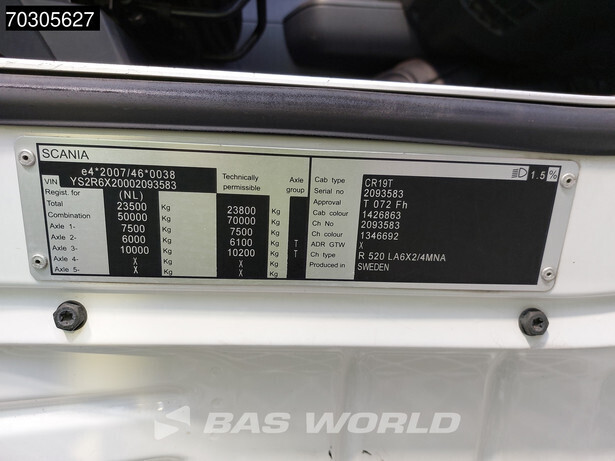 70305627
SCANIA
e4*2007/46*0038
VIN YS2R6X20002093583
Regist. for (NL) Technically permissible Axle group
Total 23500 Kg 23800 Kg
Combination 50000 Kg 70000 Kg
Axle 1- 7500 Kg 7500 Kg
Axle 2- 6000 Kg 6100 Kg T
Axle 3- 10000 Kg 10200 Kg T
Axle 4- X Kg X Kg
Axle 5- X Kg X Kg
1.5 %
Cab type CR19T
Serial no 2093583
Approval T 072 Fh
Cab colour 1426863
Ch no 2093583
Ch colour 1346692
ADR GTW X
Ch type R 520 LA6X2/4MNA
Produced in SWEDEN
BAS WORLD